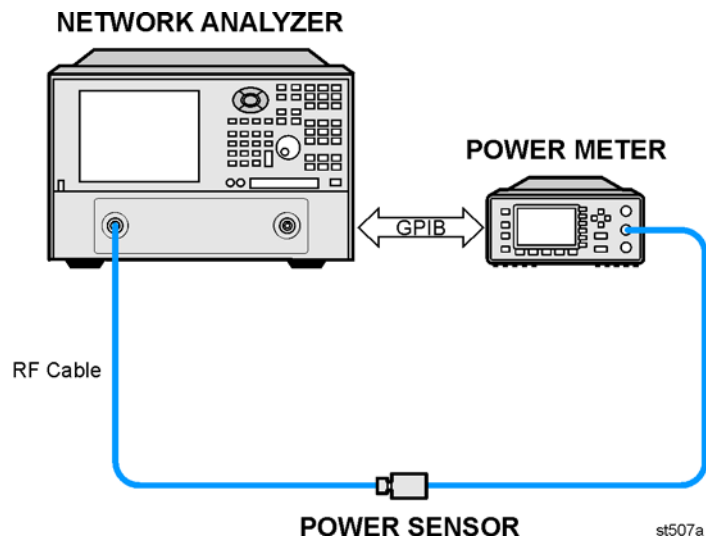 NETWORK ANALYZER
POWER METER
GPIB
RF Cable
POWER SENSOR
st507a